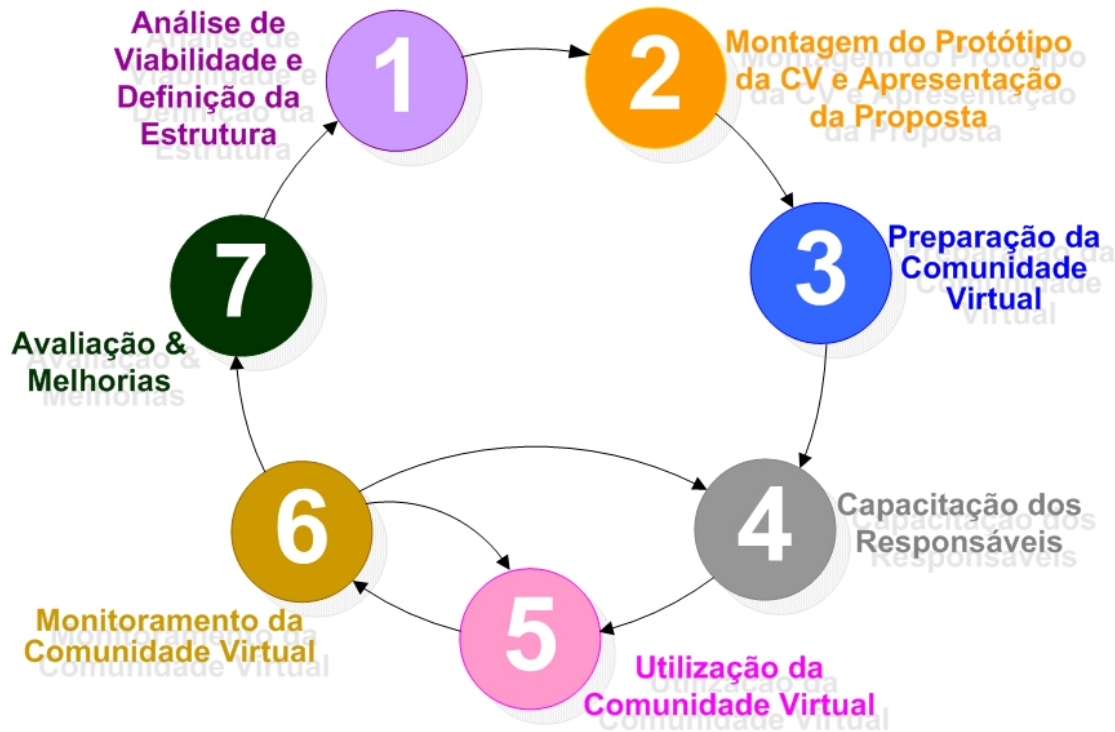 1
Análise de
Viabilidade e
Definição da
Estrutura
2
Montagem do Protótipo
da CV e Apresentação
da Proposta
3
Preparação da
Comunidade
Virtual
4
Capacitação dos
Responsáveis
5
Utilização da
Comunidade Virtual
6
Monitoramento da
Comunidade Virtual
7
Avaliação &
Melhorias